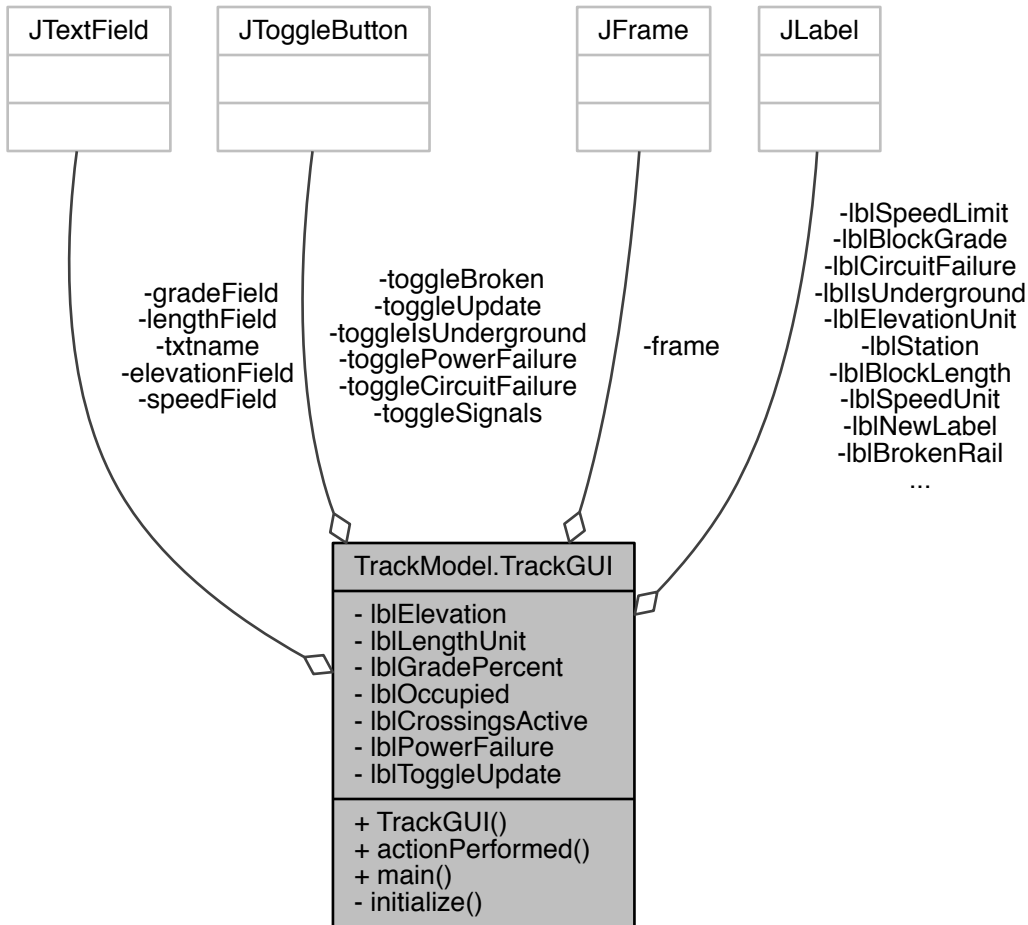 JTextField
JToggleButton
JFrame
JLabel
-gradeField
-lengthField
-txtname
-elevationField
-speedField
-toggleBroken
-toggleUpdate
-toggleIsUnderground
-togglePowerFailure
-toggleCircuitFailure
-toggleSignals
-frame
-lblSpeedLimit
-lblBlockGrade
-lblCircuitFailure
-lblIsUnderground
-lblElevationUnit
-lblStation
-lblBlockLength
-lblSpeedUnit
-lblNewLabel
-lblBrokenRail
...
TrackModel.TrackGUI
- lblElevation
- lblLengthUnit
- lblGradePercent
- lblOccupied
- lblCrossingsActive
- lblPowerFailure
- lblToggleUpdate
+ TrackGUI()
+ actionPerformed()
+ main()
- initialize()